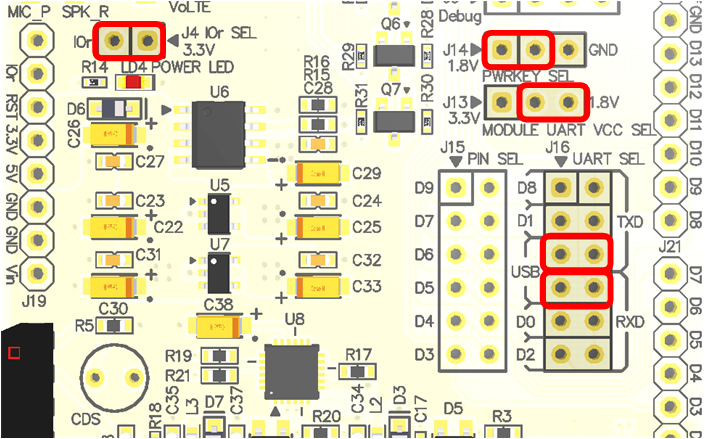 MIC_P SPK_R
VoLTE
IOr
J4 IOr SEL
3.3V
R14
LD4 POWER LED
Q6
R28
R29
Debug
J14
1.8V
GND
PWRKEY SEL
J13
3.3V
1.8V
MODULE UART VCC SEL
IOr
RST
3.3V
5V
GND
GND
Vin
J19
D6
C26
C27
U6
R16
R15
C28
Q7
R31
R30
C29
C23
C22
U5
C24
C25
C31
U7
C32
C33
C30
R5
C38
U8
R19
R21
R17
CDS
R18
C35
L3
D7
C37
R20
C34
L2
D3
C17
D5
R3
J15
PIN SEL
D9
D7
D6
D5
D4
D3
J16
UART SEL
D8
D1
TXD
USB
D0
RXD
D2
GND
D13
D12
D11
D10
D9
D8
J21
D7
D6
D5
D4
D3